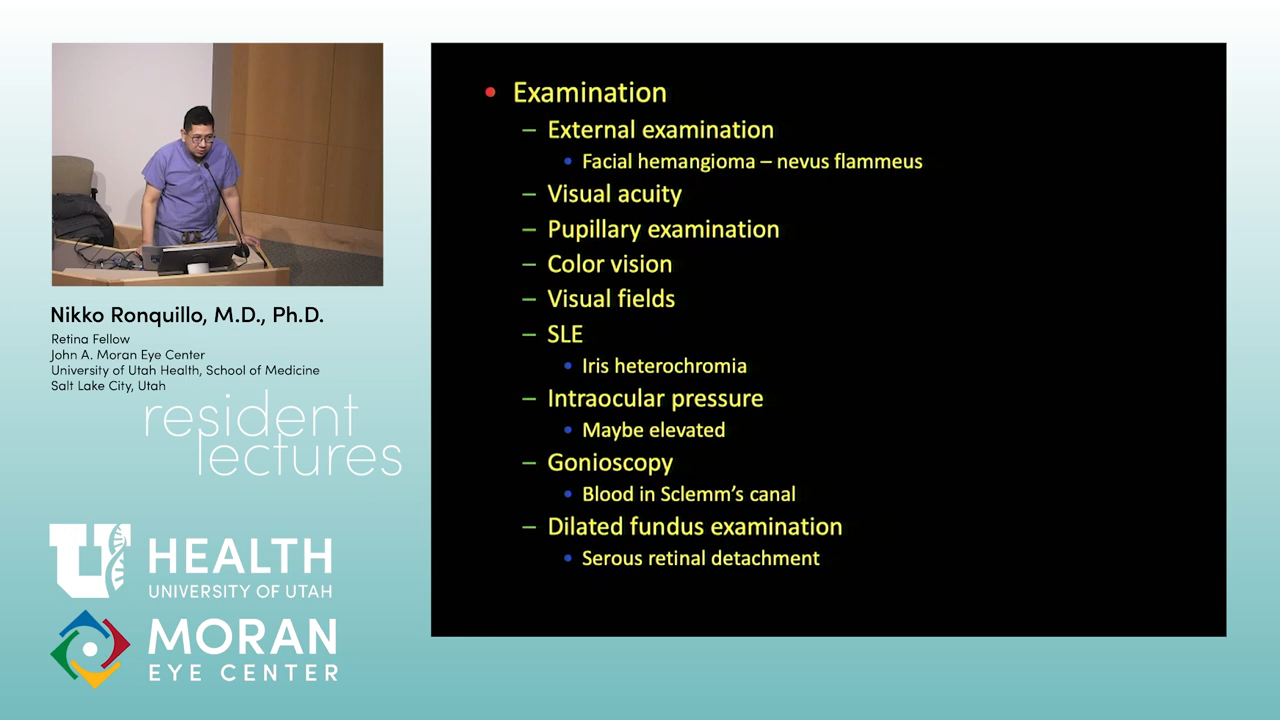 Nikko Ronquillo, M.D., Ph.D.
Retina Fellow
John A. Moran Eye Center
University of Utah Health, School of Medicine
Salt Lake City, Utah
resident
lectures
U HEALTH
UNIVERSITY OF UTAH
MORAN
EYE CENTER
• Examination
– External examination
• Facial hemangioma – nevus flammeus
– Visual acuity
– Pupillary examination
– Color vision
– Visual fields
– SLE
• Iris heterochromia
– Intraocular pressure
• Maybe elevated
– Gonioscopy
• Blood in Sclemm's canal
– Dilated fundus examination
• Serous retinal detachment